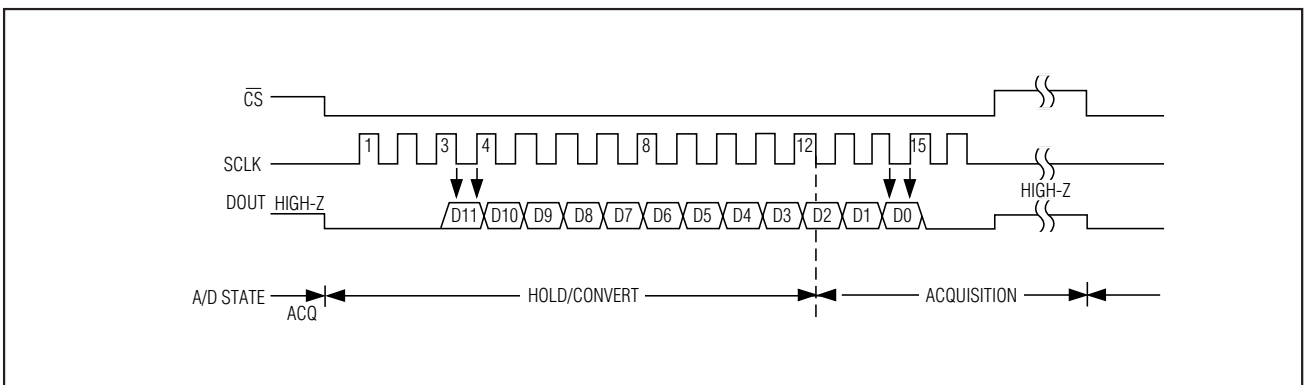 CS
1 3 4 8 12 15
SCLK
HIGH-Z
DOUT HIGH-Z
D11 D10 D9 D8 D7 D6 D5 D4 D3 D2 D1 D0
A/D STATE
ACQ
HOLD/CONVERT
ACQUISITION